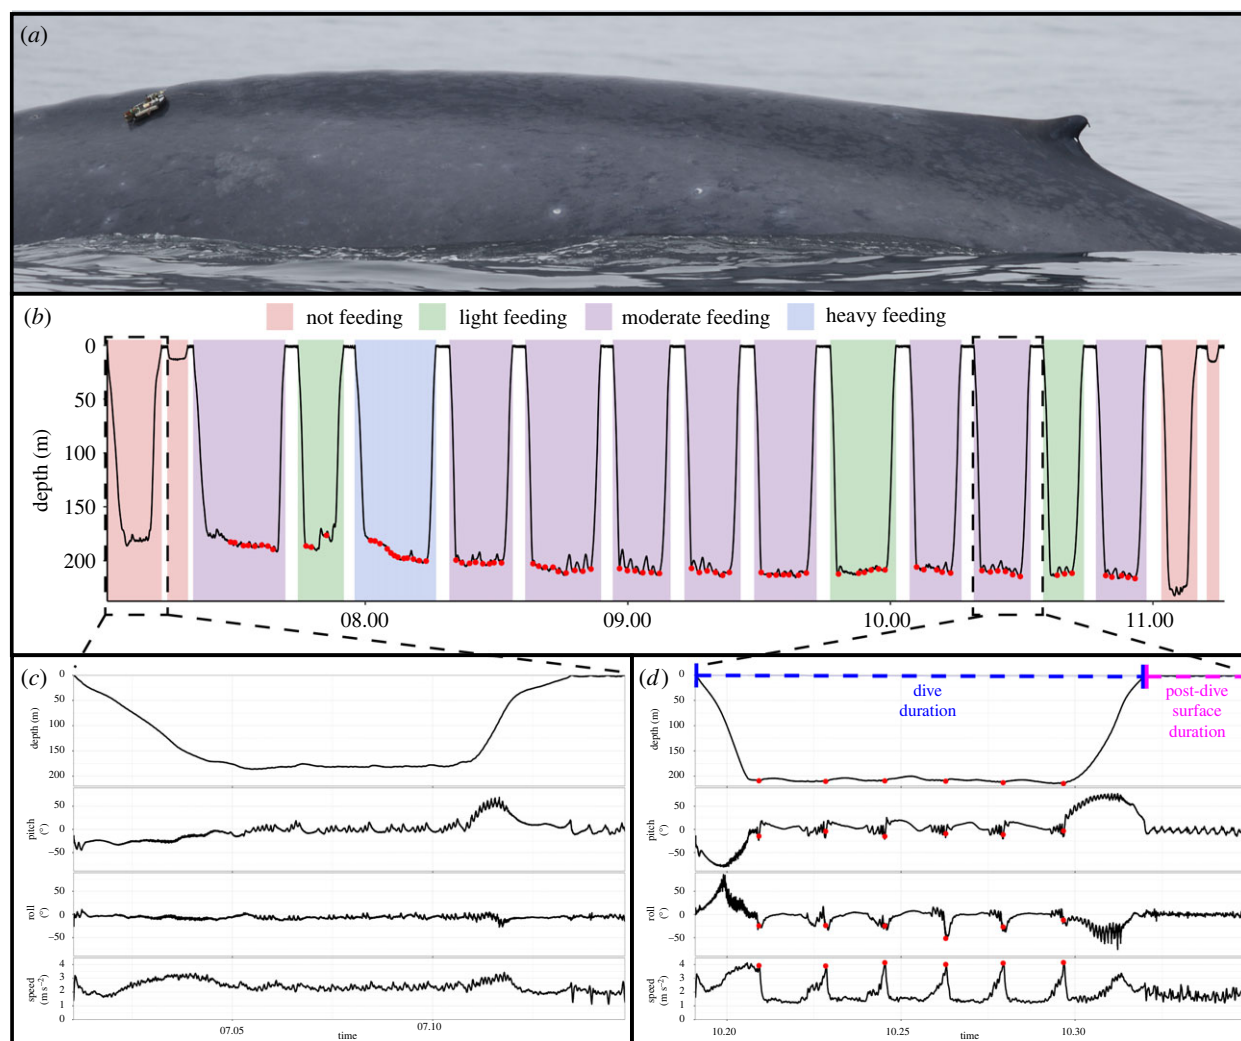 (a)
(b)
not feeding
light feeding
moderate feeding
heavy feeding
depth (m)
0
50
100
150
200
08.00
09.00
10.00
11.00
(c)
depth (m)
0
50
100
150
200
pitch
(°)
50
0
−50
roll
(°)
50
0
−50
speed
(m s−2)
4
3
2
1
0
07.05
07.10
time
(d)
dive
duration
post-dive
surface
duration
depth (m)
0
50
100
150
200
pitch
(°)
50
0
−50
roll
(°)
50
0
−50
speed
(m s−2)
4
3
2
1
0
10.20
10.25
10.30
time